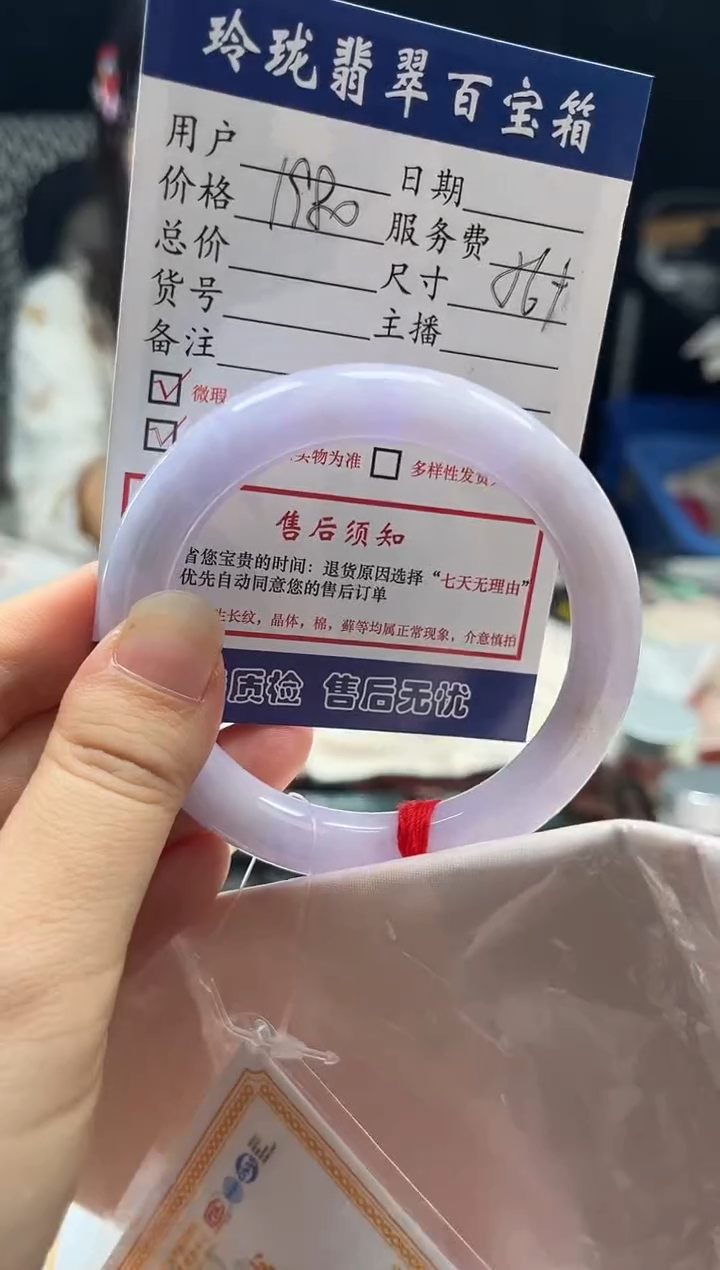 玲珑翡翠百宝箱
用户 日期
价格 1980 服务费
总价 尺寸
货号 主播
备注
微瑕
实物为准 多样性发货
售后须知
省您宝贵的时间：退货原因选择“七天无理由”
优先自动同意您的售后订单
生长纹，晶体，棉，藓等均属正常现象，介意慎拍
质检 售后无忧